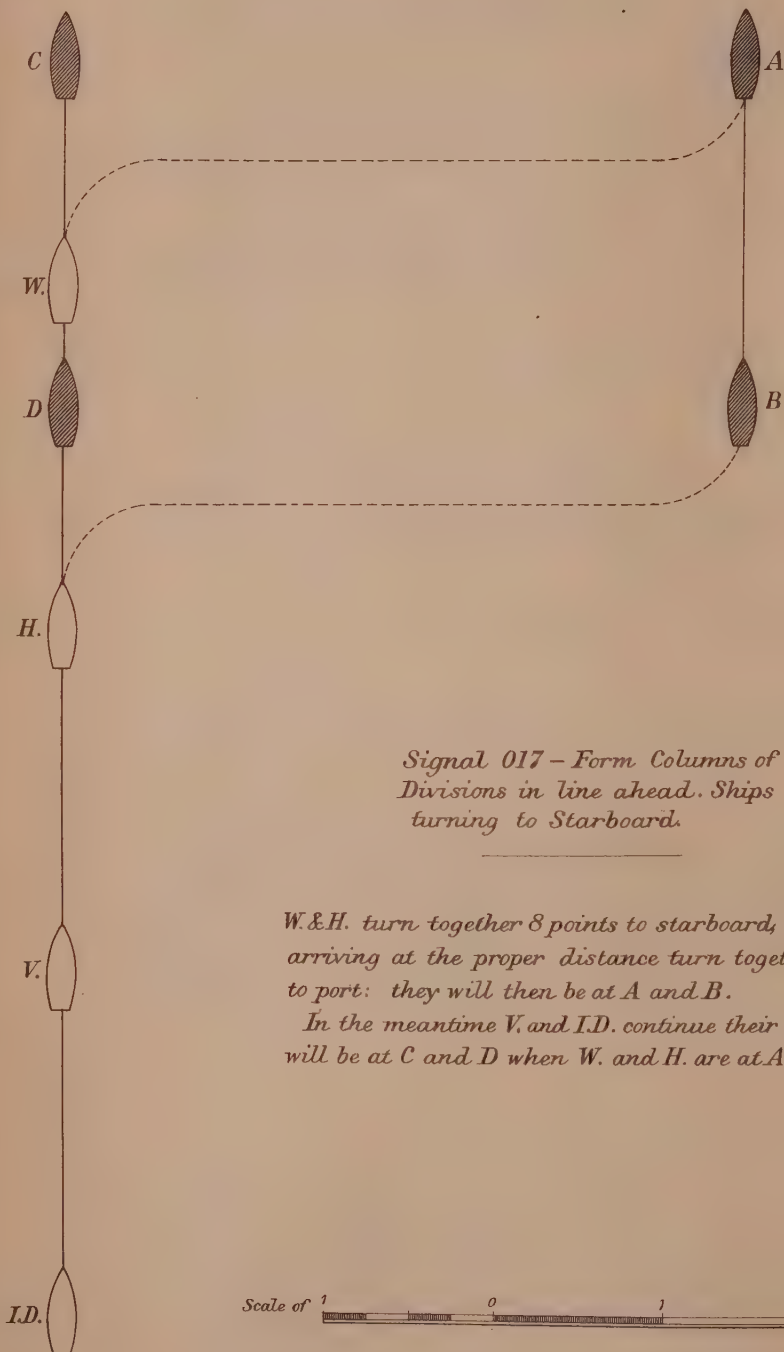 C
A
W.
D
B
H.
Signal 017 – Form Columns of
Divisions in line ahead. Ships
turning to Starboard.
W. & H. turn together 8 points to starboard,
arriving at the proper distance turn toget
to port: they will then be at A and B.
In the meantime V. and I.D. continue their
will be at C and D when W. and H. are at A
V.
I.D.
Scale of 1 0 1